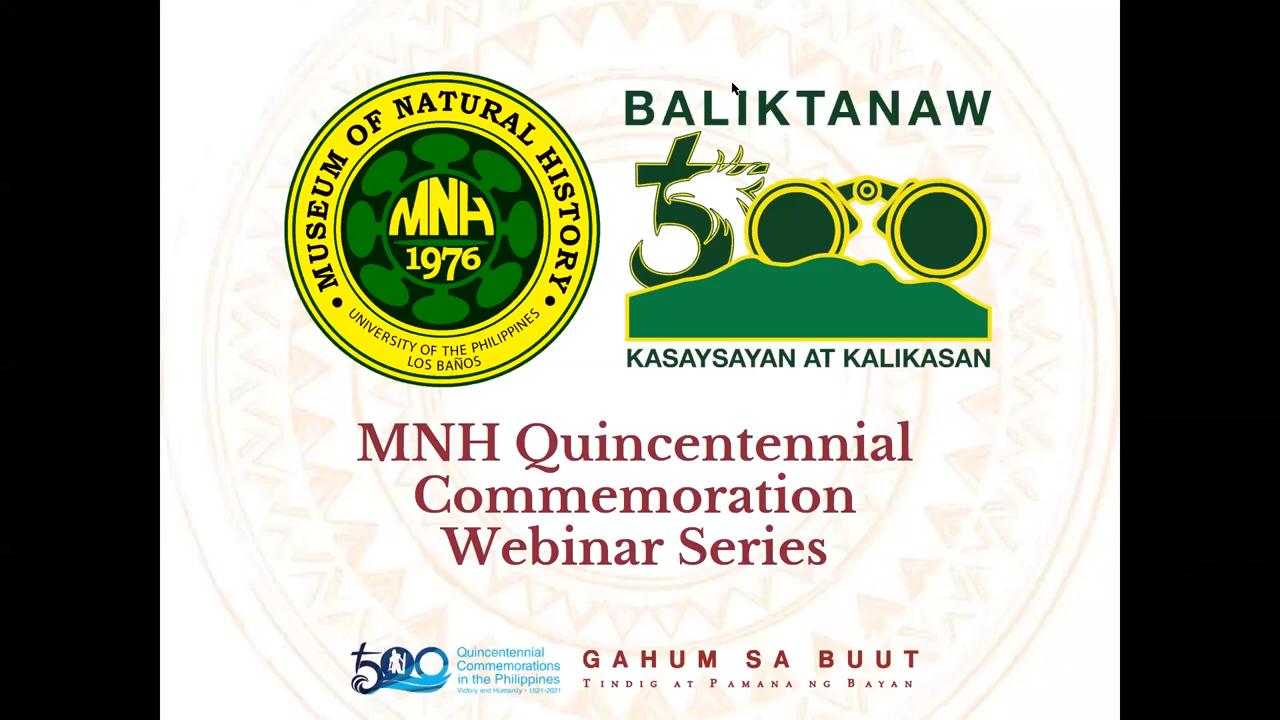 MUSEUM OF NATURAL HISTORY
MNH
1976
UNIVERSITY OF THE PHILIPPINES
LOS BAÑOS
BALIKTANAW
500
KASAYSAYAN AT KALIKASAN
MNH Quincentennial
Commemoration
Webinar Series
500
Quincentennial
Commemorations
in the Philippines
Victory and Humanity • 1521-2021
GAHUM SA BUUT
TINDIG AT PAMANA NG BAYAN